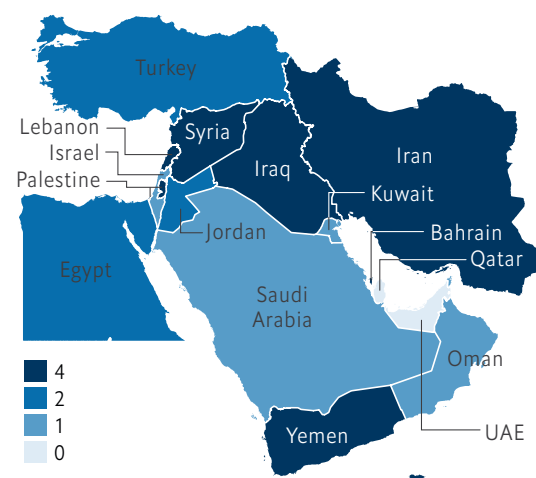 Turkey
Lebanon
Syria
Israel
Iraq
Iran
Palestine
Kuwait
Jordan
Bahrain
Qatar
Egypt
Saudi
Arabia
Oman
4
2
1
0
Yemen
UAE